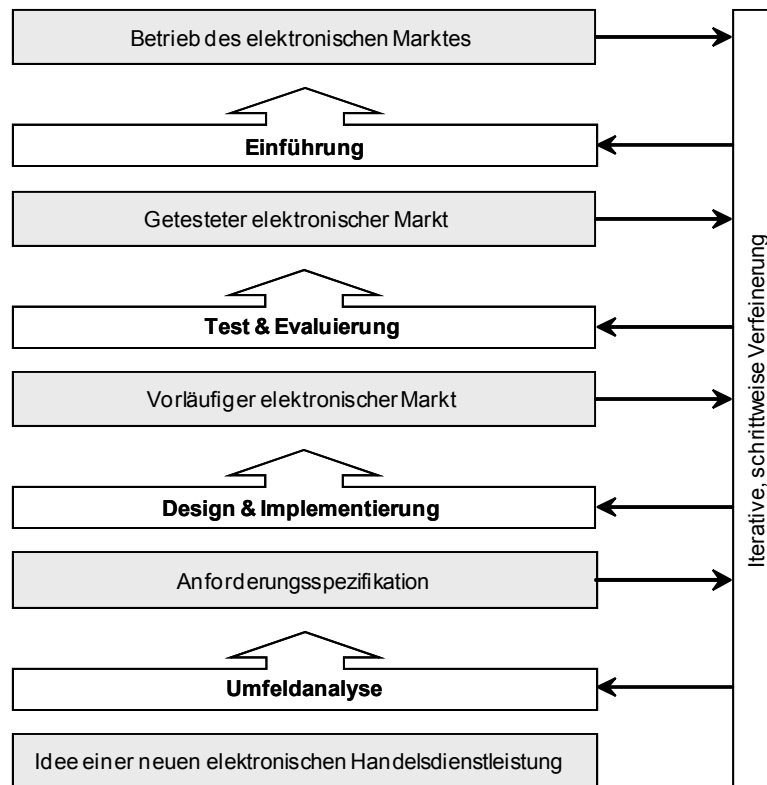 Betrieb des elektronischen Marktes
Einführung
Getesteter elektronischer Markt
Test & Evaluierung
Vorläufiger elektronischer Markt
Design & Implementierung
Anforderungsspezifikation
Umfeldanalyse
Idee einer neuen elektronischen Handelsdienstleistung
Iterative, schrittweise Verfeinerung